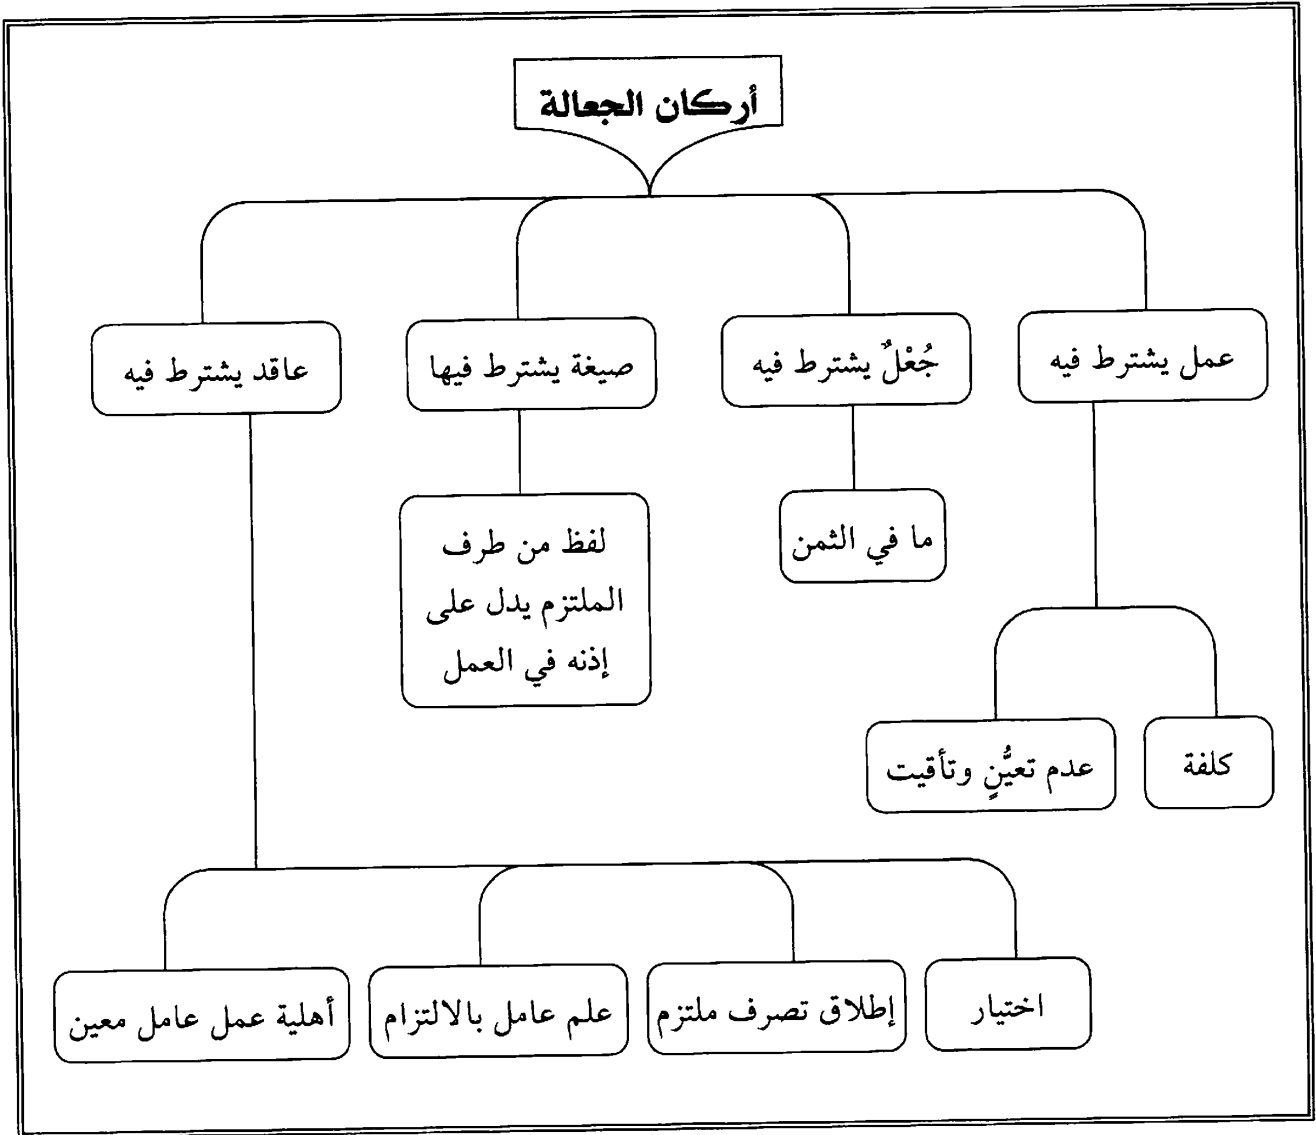 أركان الجعالة
عمل يشترط فيه
جُعْلٌ يشترط فيه
صيغة يشترط فيها
عاقد يشترط فيه
ما في الثمن
لفظ من طرف
الملتزم يدل على
إذنه في العمل
كلفة
عدم تعيُّنٍ وتأقيت
اختيار
إطلاق تصرف ملتزم
علم عامل بالالتزام
أهلية عمل عامل معين